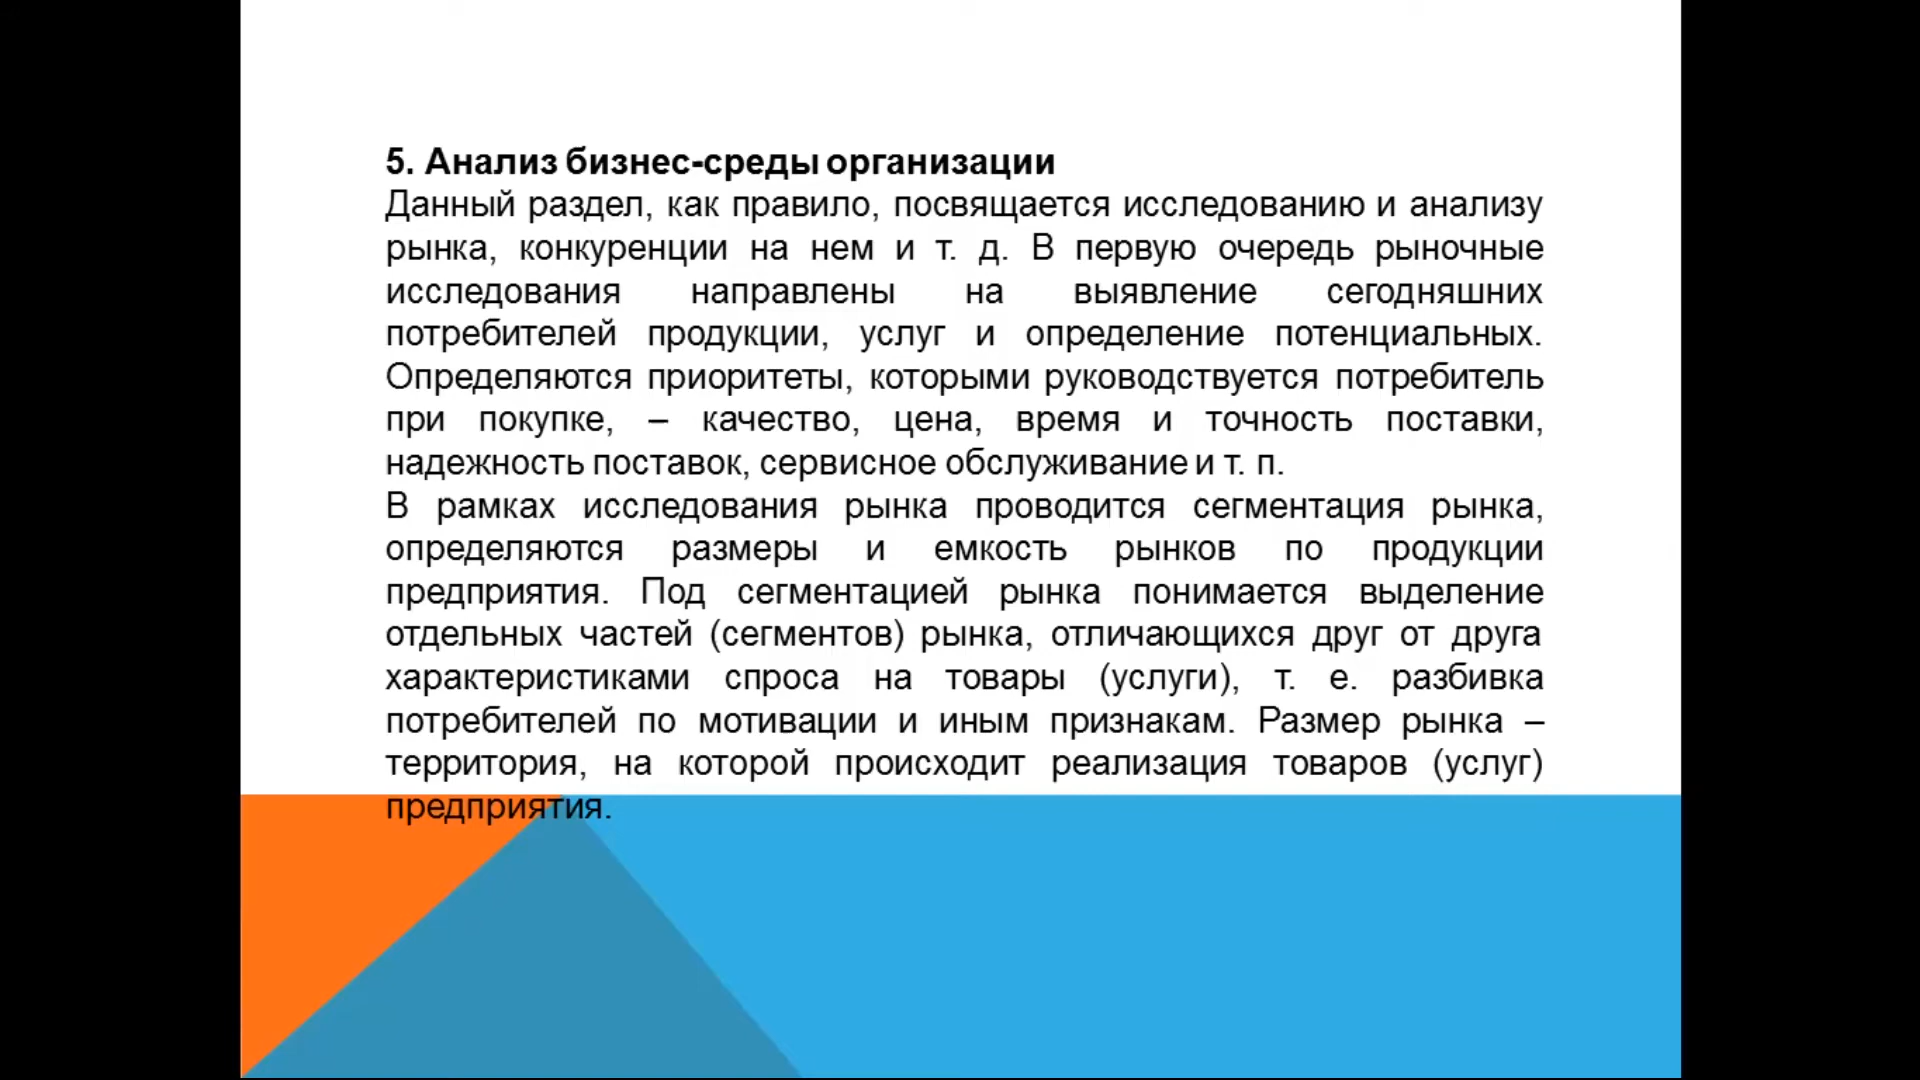 5. Анализ бизнес-среды организации
Данный раздел, как правило, посвящается исследованию и анализу
рынка, конкуренции на нем и т. д. В первую очередь рыночные
исследования направлены на выявление сегодняшних
потребителей продукции, услуг и определение потенциальных.
Определяются приоритеты, которыми руководствуется потребитель
при покупке, – качество, цена, время и точность поставки,
надежность поставок, сервисное обслуживание и т. п.
В рамках исследования рынка проводится сегментация рынка,
определяются размеры и емкость рынков по продукции
предприятия. Под сегментацией рынка понимается выделение
отдельных частей (сегментов) рынка, отличающихся друг от друга
характеристиками спроса на товары (услуги), т. е. разбивка
потребителей по мотивации и иным признакам. Размер рынка –
территория, на которой происходит реализация товаров (услуг)
предприятия.